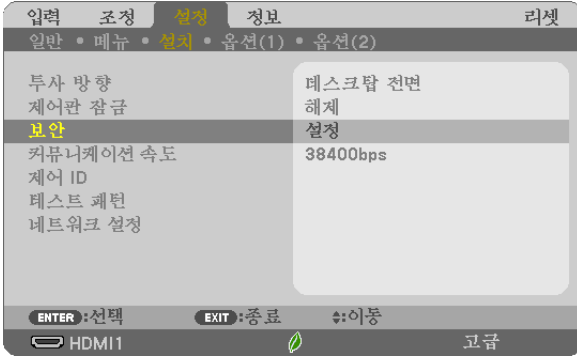 입력 조정 설정 정보 리셋
일반 • 메뉴 • 설치 • 옵션(1) • 옵션(2)
투사 방향 데스크탑 전면
제어판 잠금 해제
보안 설정
커뮤니케이션 속도 38400bps
제어 ID
테스트 패턴
네트워크 설정
ENTER :선택 EXIT :종료 :이동
HDMI1 고급